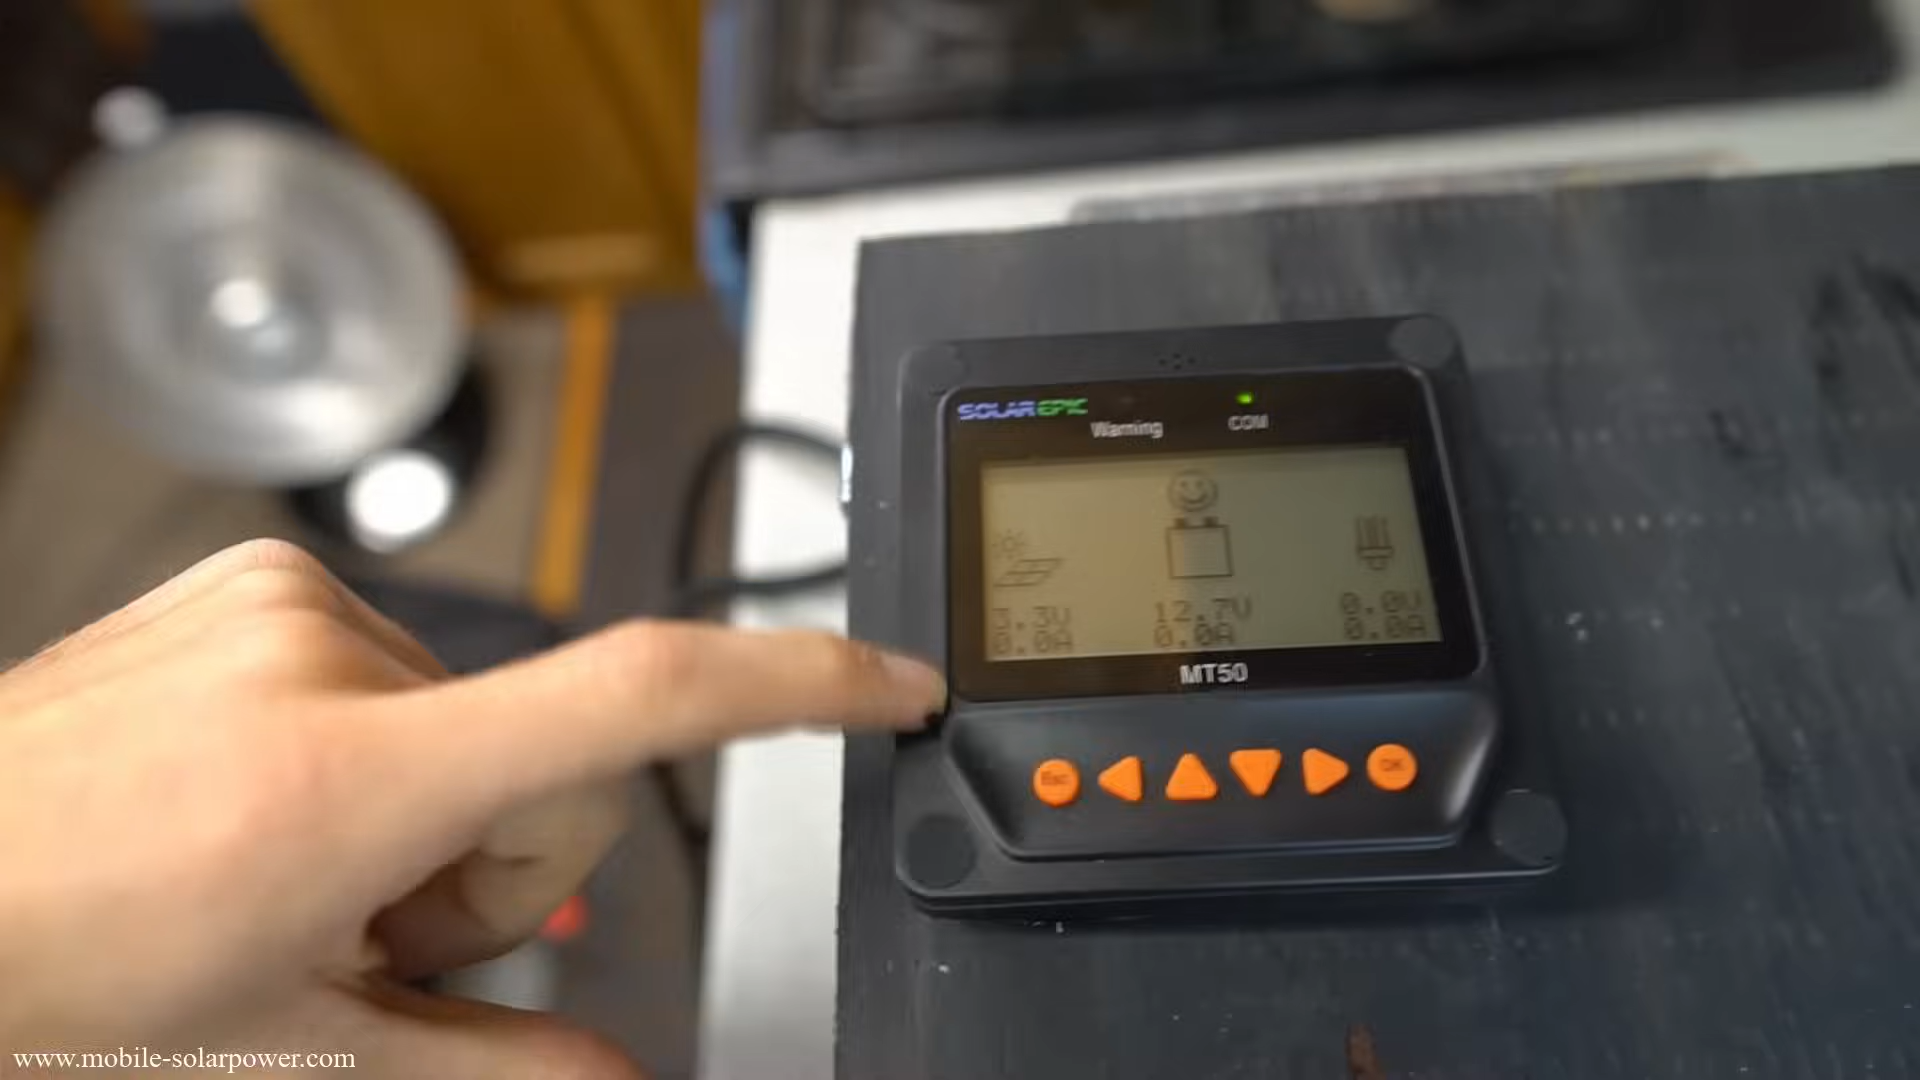 SOLAR EPIC
Warning
COM
3.3V 12.7V 0.0V
0.0A 0.0A 0.0A
MT50
Esc
OK
www.mobile-solarpower.com